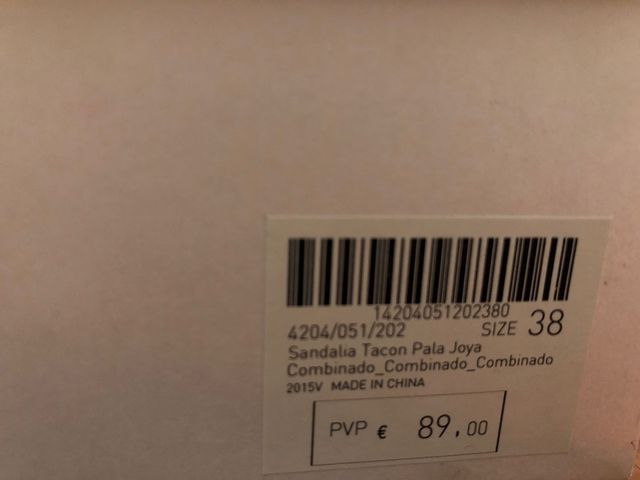 14204051202380
4204/051/202 SIZE 38
Sandalia Tacon Pala Joya
Combinado_Combinado_Combinado
2015V MADE IN CHINA
PVP € 89,00